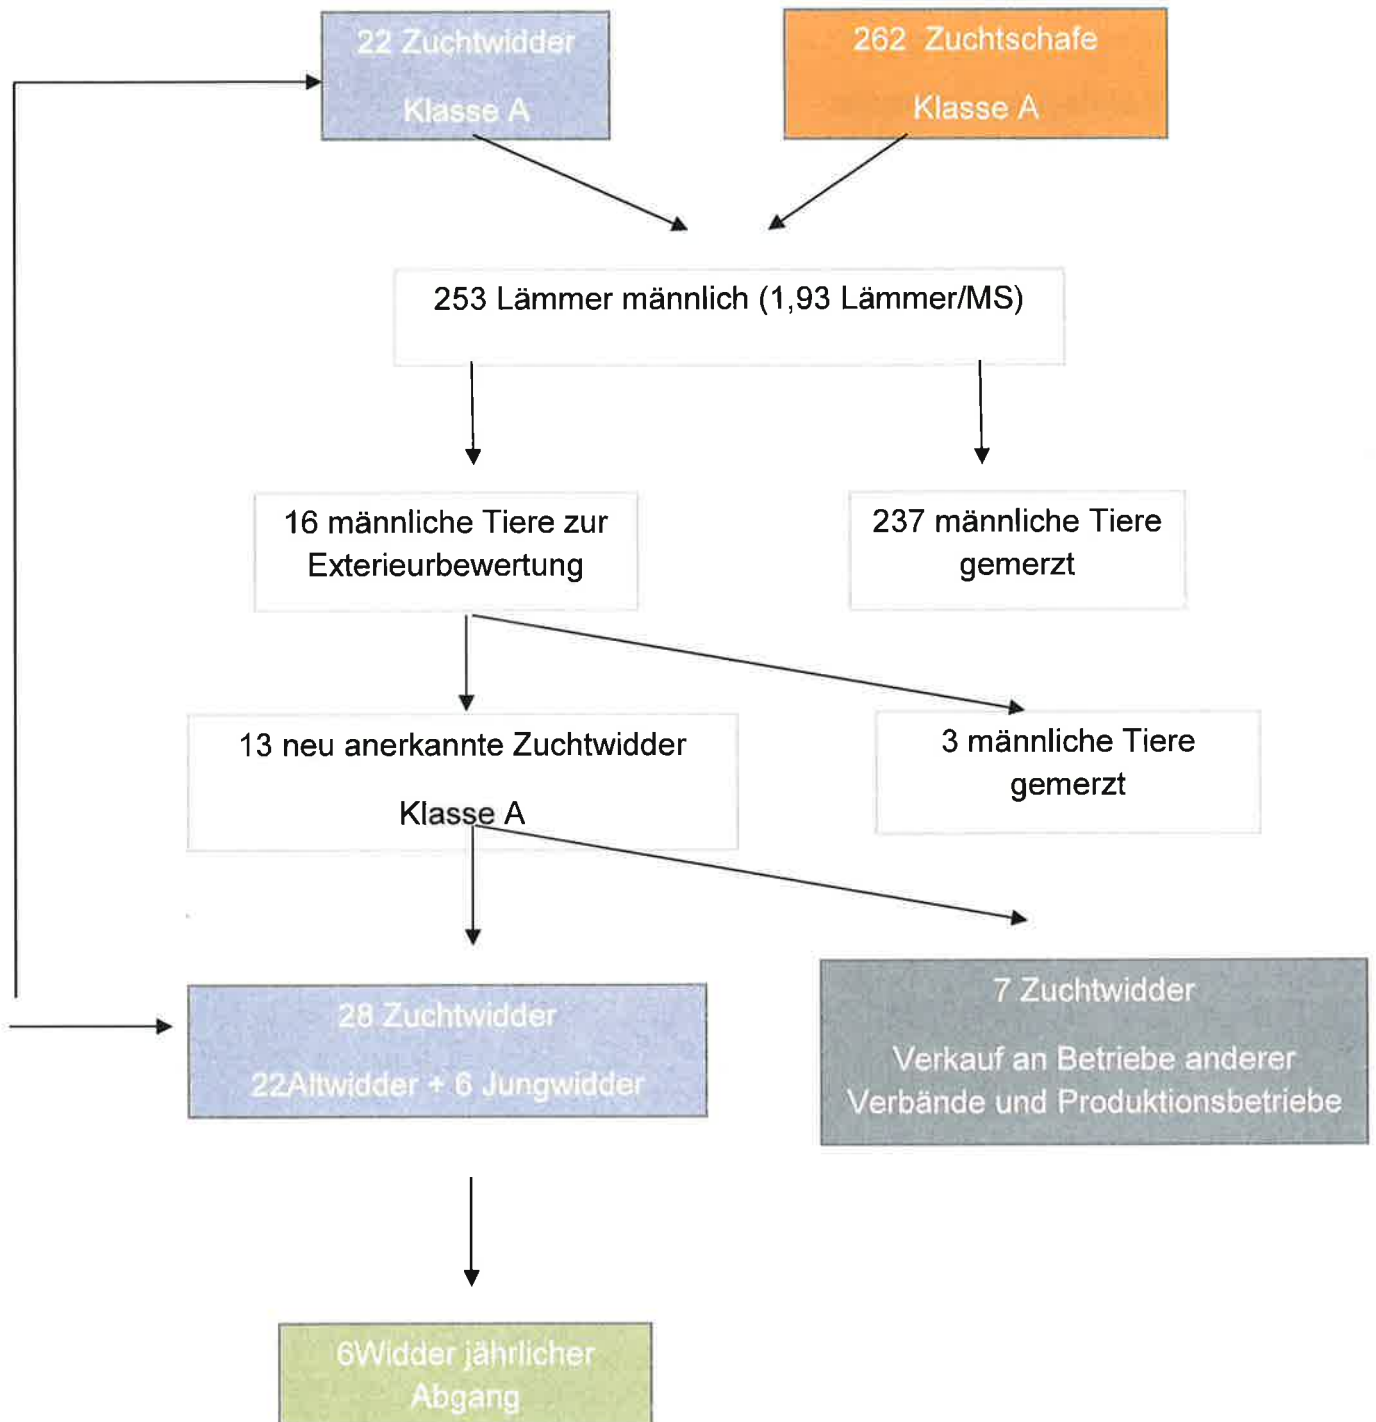 22 Zuchtwidder
Klasse A
262 Zuchtschafe
Klasse A
253 Lämmer männlich (1,93 Lämmer/MS)
16 männliche Tiere zur
Exterieurbewertung
237 männliche Tiere
gemerzt
13 neu anerkannte Zuchtwidder
Klasse A
3 männliche Tiere
gemerzt
28 Zuchtwidder
22Altwidder + 6 Jungwidder
7 Zuchtwidder
Verkauf an Betriebe anderer
Verbände und Produktionsbetriebe
6Widder jährlicher
Abgang